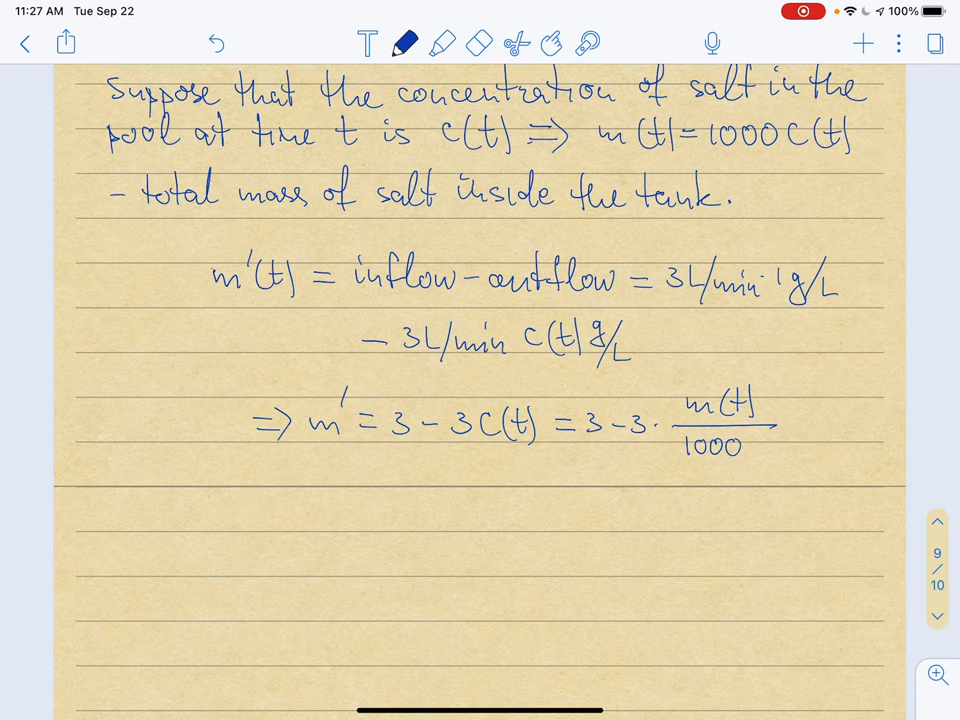 11:27 AM Tue Sep 22
100%
T
suppose that the concentration of salt in the
pool at time t is c(t) => m(t) = 1000 C(t)
- total mass of salt inside the tank.
m'(t) = inflow - outflow = 3L/min · 1g/L
- 3L/min c(t) g/L
=> m' = 3 - 3C(t) = 3 - 3 · m(t)/1000
9
/
10